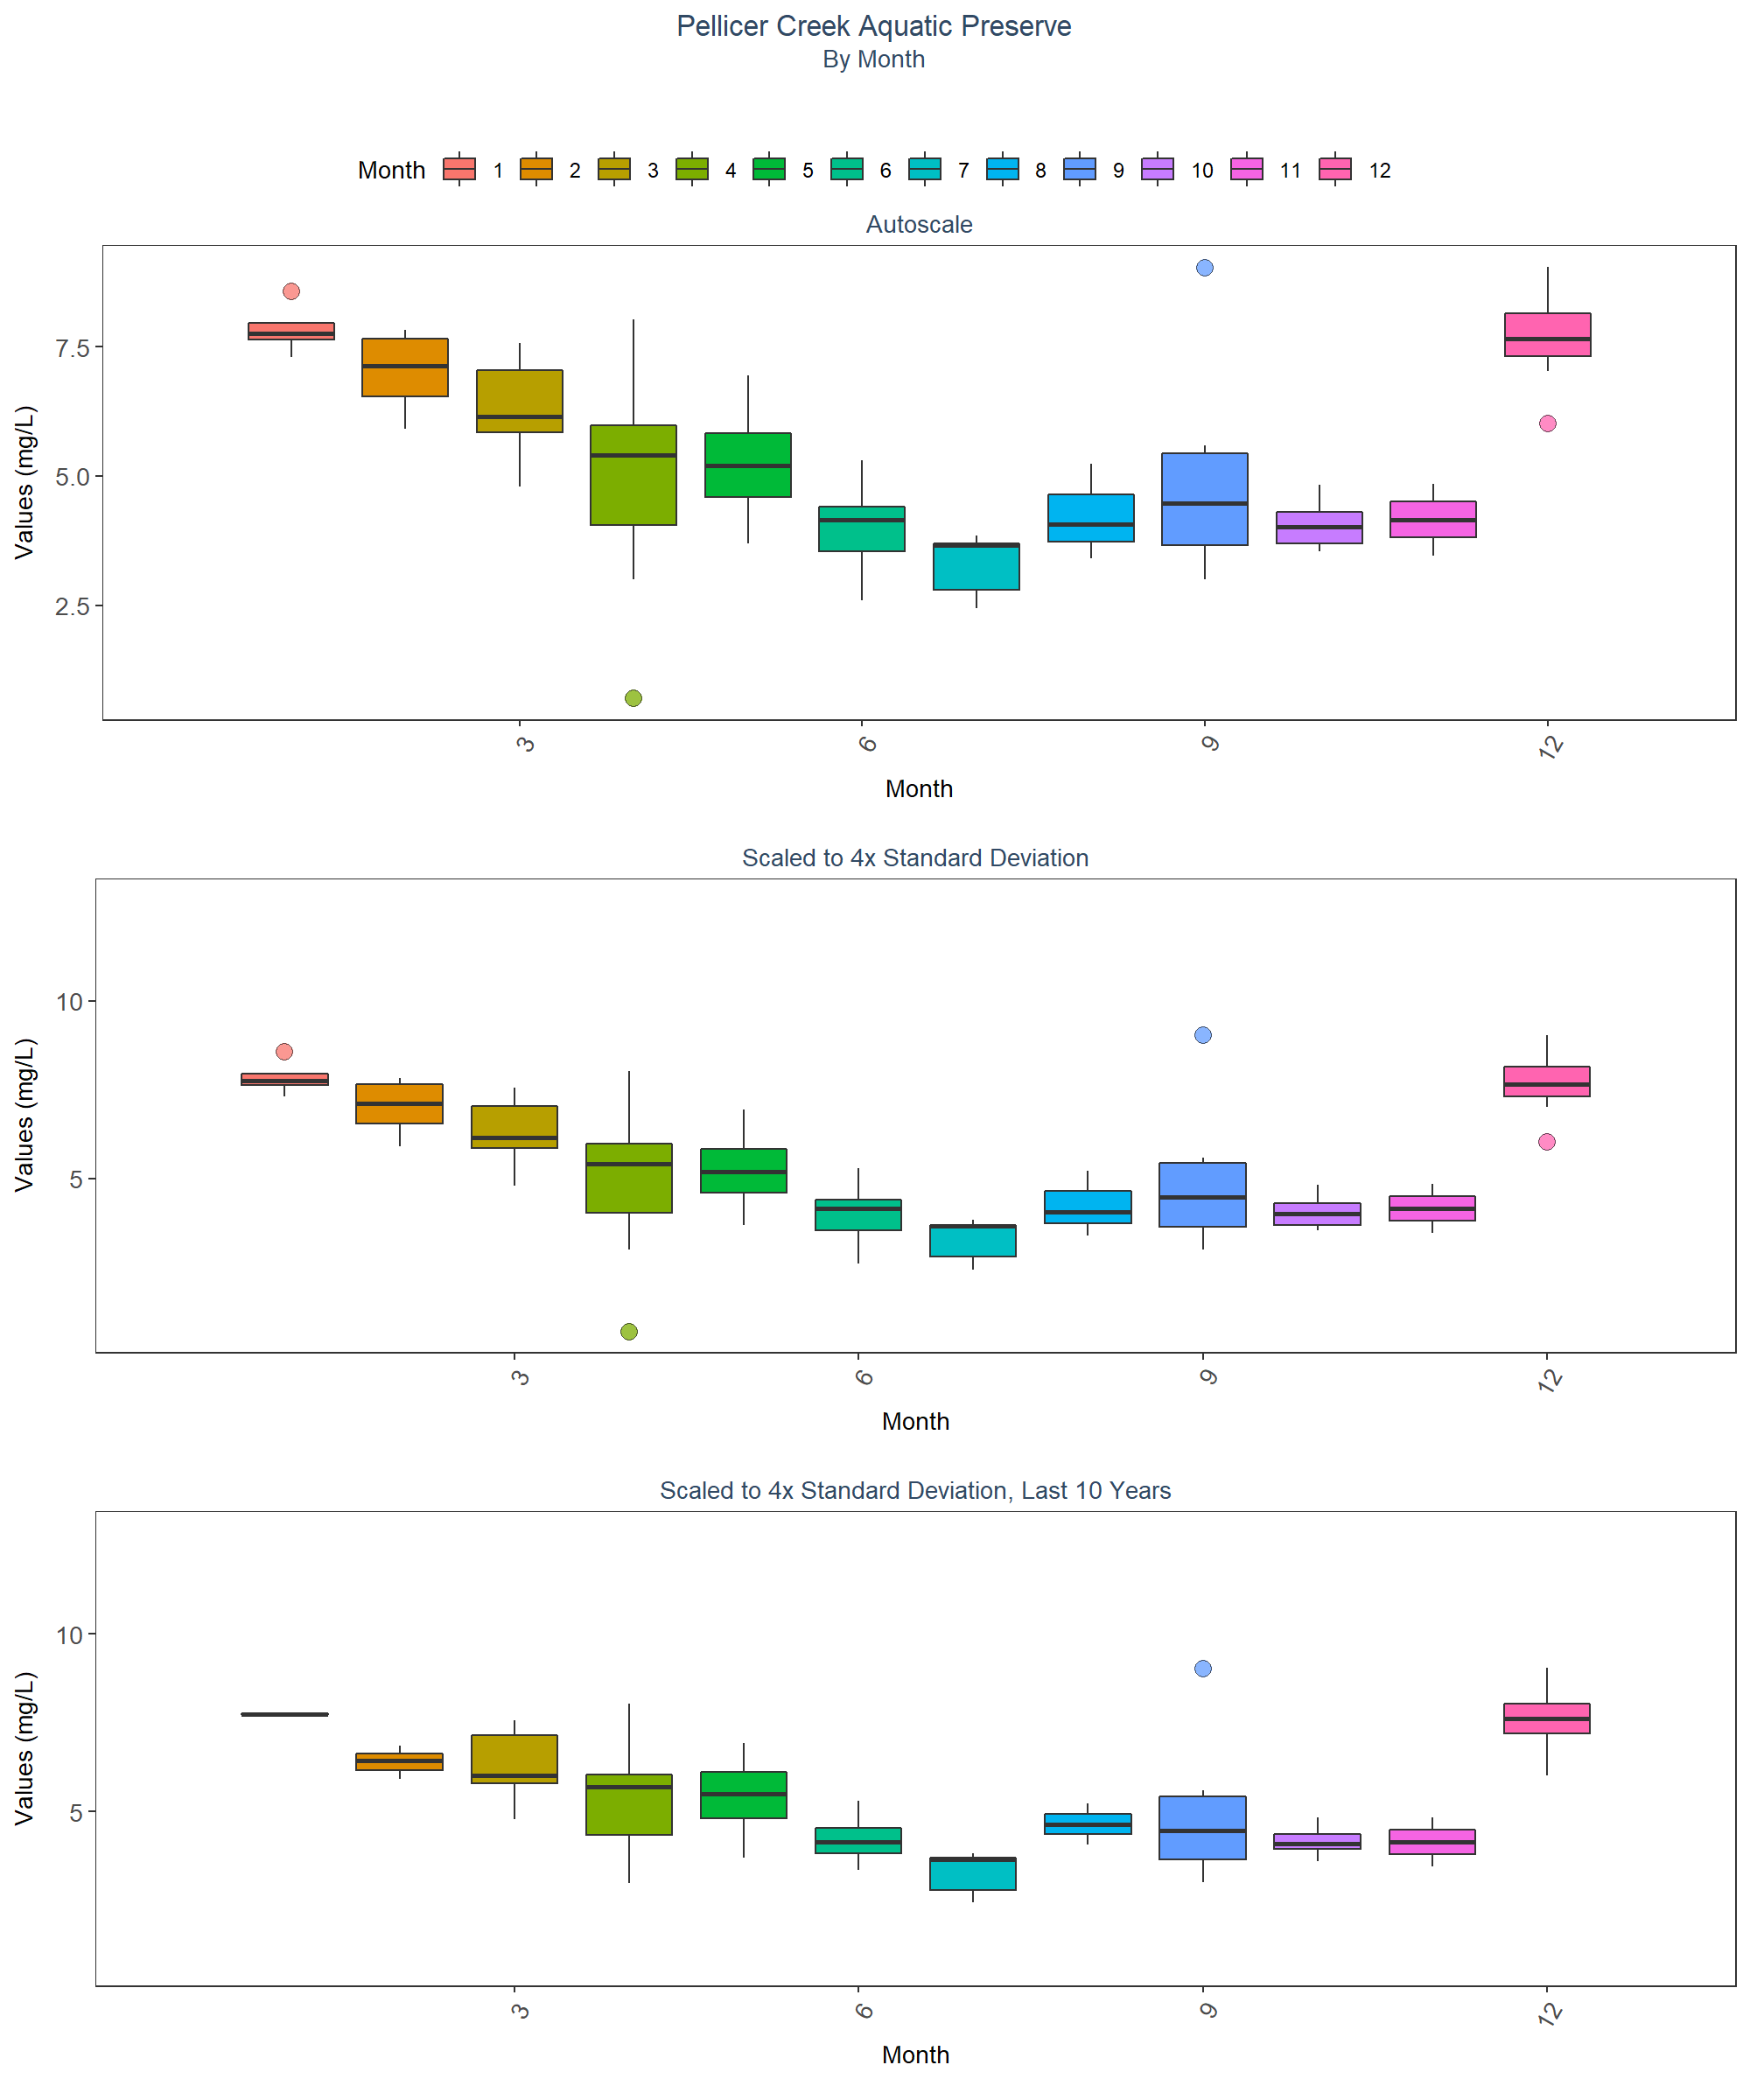 Pellicer Creek Aquatic Preserve
By Month
Month 1 2 3 4 5 6 7 8 9 10 11 12
Autoscale
Values (mg/L)
7.5
5.0
2.5
3 6 9 12
Month
Scaled to 4x Standard Deviation
Values (mg/L)
10
5
3 6 9 12
Month
Scaled to 4x Standard Deviation, Last 10 Years
Values (mg/L)
10
5
3 6 9 12
Month